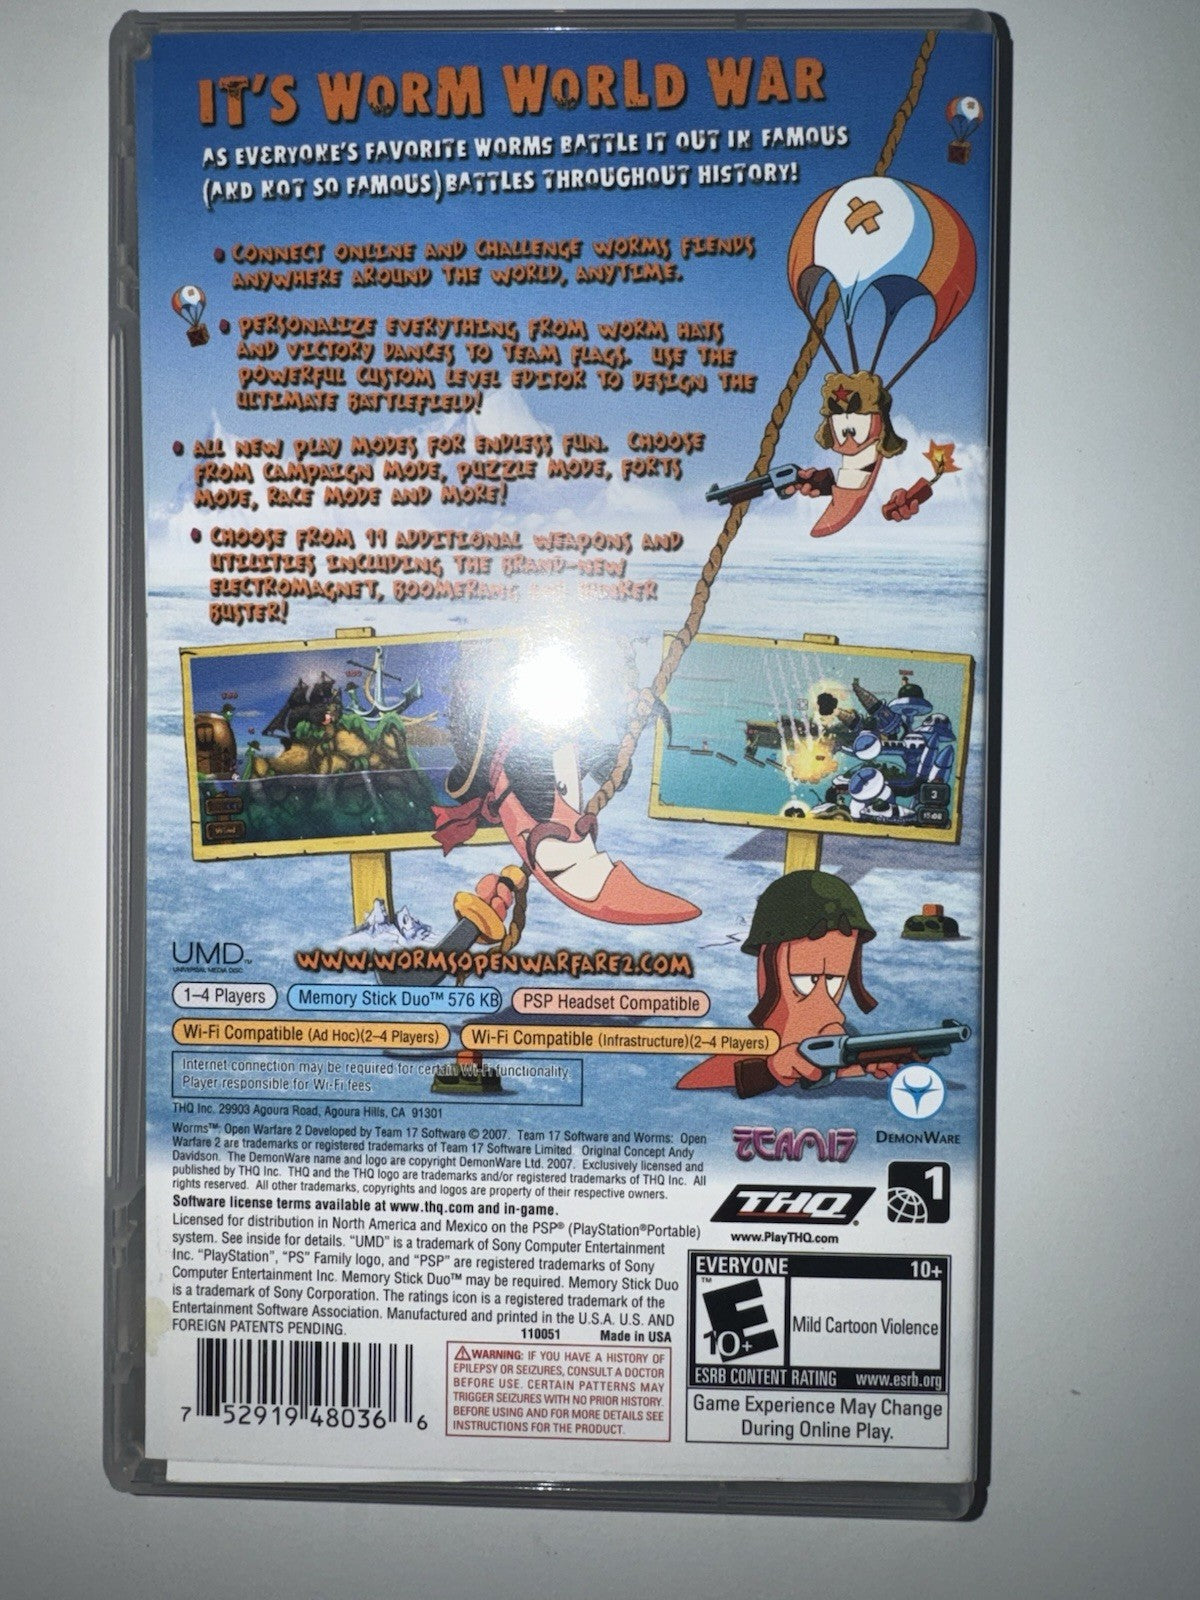 IT'S WORM WORLD WAR
AS EVERYONE'S FAVORITE WORMS BATTLE IT OUT IN FAMOUS
(AND NOT SO FAMOUS) BATTLES THROUGHOUT HISTORY!
• CONNECT ONLINE AND CHALLENGE WORMS FIENDS
ANYWHERE AROUND THE WORLD, ANYTIME.
• PERSONALIZE EVERYTHING FROM WORM HATS
AND VICTORY DANCES TO TEAM FLAGS. USE THE
POWERFUL CUSTOM LEVEL EDITOR TO DESIGN THE
ULTIMATE BATTLEFIELD!
• ALL NEW PLAY MODES FOR ENDLESS FUN. CHOOSE
FROM CAMPAIGN MODE, PUZZLE MODE, FORTS
MODE, RACE MODE AND MORE!
• CHOOSE FROM 11 ADDITIONAL WEAPONS AND
UTILITIES INCLUDING THE BRAND-NEW
ELECTROMAGNET, BOOMERANG AND BUNKER
BUSTER!
3
UMD™
UNIVERSAL MEDIA DISC
WWW.WORMSOPENWARFARE2.COM
1–4 Players
Memory Stick Duo™ 576 KB
PSP Headset Compatible
Wi-Fi Compatible (Ad Hoc)(2–4 Players)
Wi-Fi Compatible (Infrastructure)(2–4 Players)
Internet connection may be required for certain Wi-Fi functionality.
Player responsible for Wi-Fi fees.
THQ Inc. 29903 Agoura Road, Agoura Hills, CA 91301
Worms™: Open Warfare 2 Developed by Team 17 Software © 2007. Team 17 Software and Worms: Open
Warfare 2 are trademarks or registered trademarks of Team 17 Software Limited. Original Concept Andy
Davidson. The DemonWare name and logo are copyright DemonWare Ltd. 2007. Exclusively licensed and
published by THQ Inc. THQ and the THQ logo are trademarks and/or registered trademarks of THQ Inc. All
rights reserved. All other trademarks, copyrights and logos are property of their respective owners.
Software license terms available at www.thq.com and in-game.
Licensed for distribution in North America and Mexico on the PSP® (PlayStation®Portable)
system. See inside for details. "UMD" is a trademark of Sony Computer Entertainment
Inc. "PlayStation", "PS" Family logo, and "PSP" are registered trademarks of Sony
Computer Entertainment Inc. Memory Stick Duo™ may be required. Memory Stick Duo
is a trademark of Sony Corporation. The ratings icon is a registered trademark of the
Entertainment Software Association. Manufactured and printed in the U.S.A. U.S. AND
FOREIGN PATENTS PENDING.
110051 Made in USA
TEAM17
DEMONWARE
THQ®
www.PlayTHQ.com
1
EVERYONE 10+
™
E
10+
Mild Cartoon Violence
ESRB CONTENT RATING www.esrb.org
Game Experience May Change
During Online Play.
WARNING: IF YOU HAVE A HISTORY OF
EPILEPSY OR SEIZURES, CONSULT A DOCTOR
BEFORE USE. CERTAIN PATTERNS MAY
TRIGGER SEIZURES WITH NO PRIOR HISTORY.
BEFORE USING AND FOR MORE DETAILS SEE
INSTRUCTIONS FOR THE PRODUCT.
7 52919 48036 6